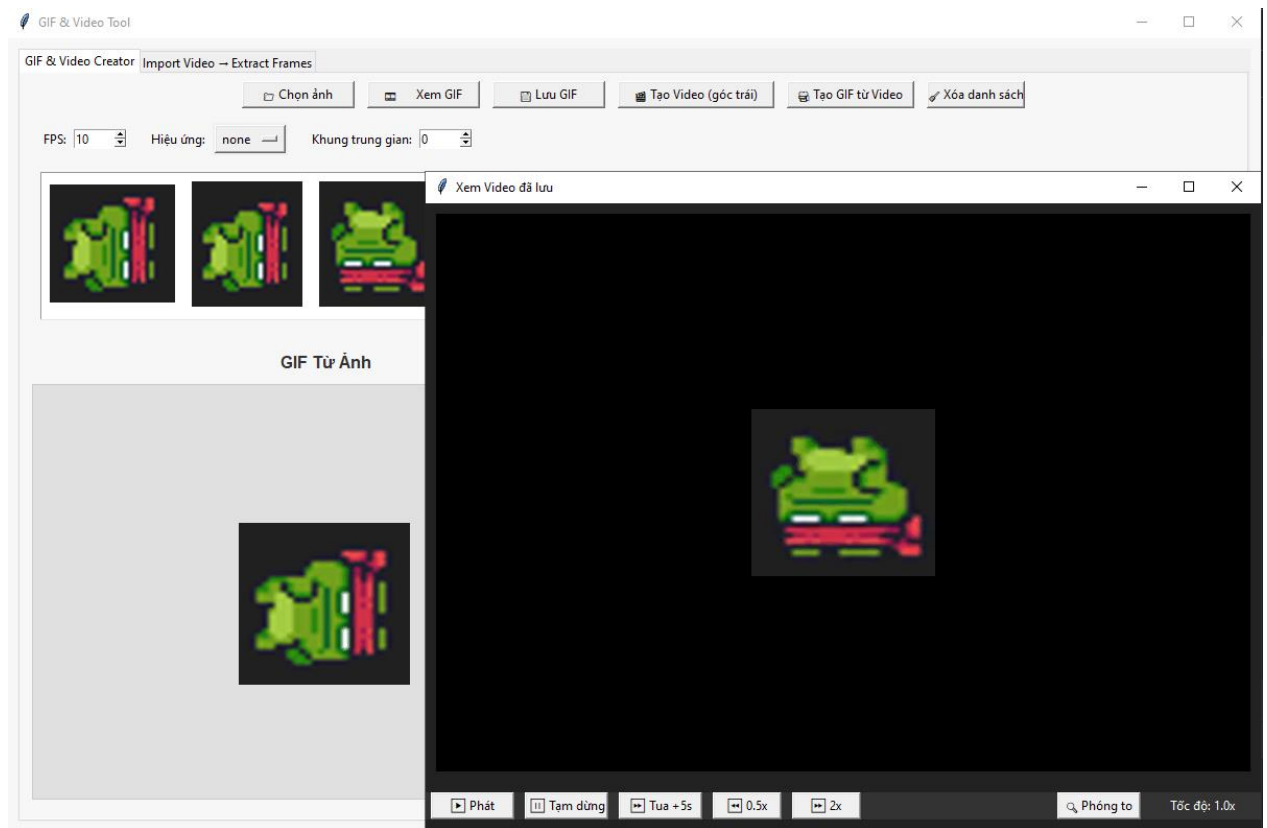 GIF & Video Tool
GIF & Video Creator Import Video → Extract Frames
Chọn ảnh Xem GIF Lưu GIF Tạo Video (góc trái) Tạo GIF từ Video Xóa danh sách
FPS: 10 Hiệu ứng: none Khung trung gian: 0
Xem Video đã lưu
GIF Từ Ảnh
Phát Tạm dừng Tua +5s 0.5x 2x Phóng to Tốc độ: 1.0x